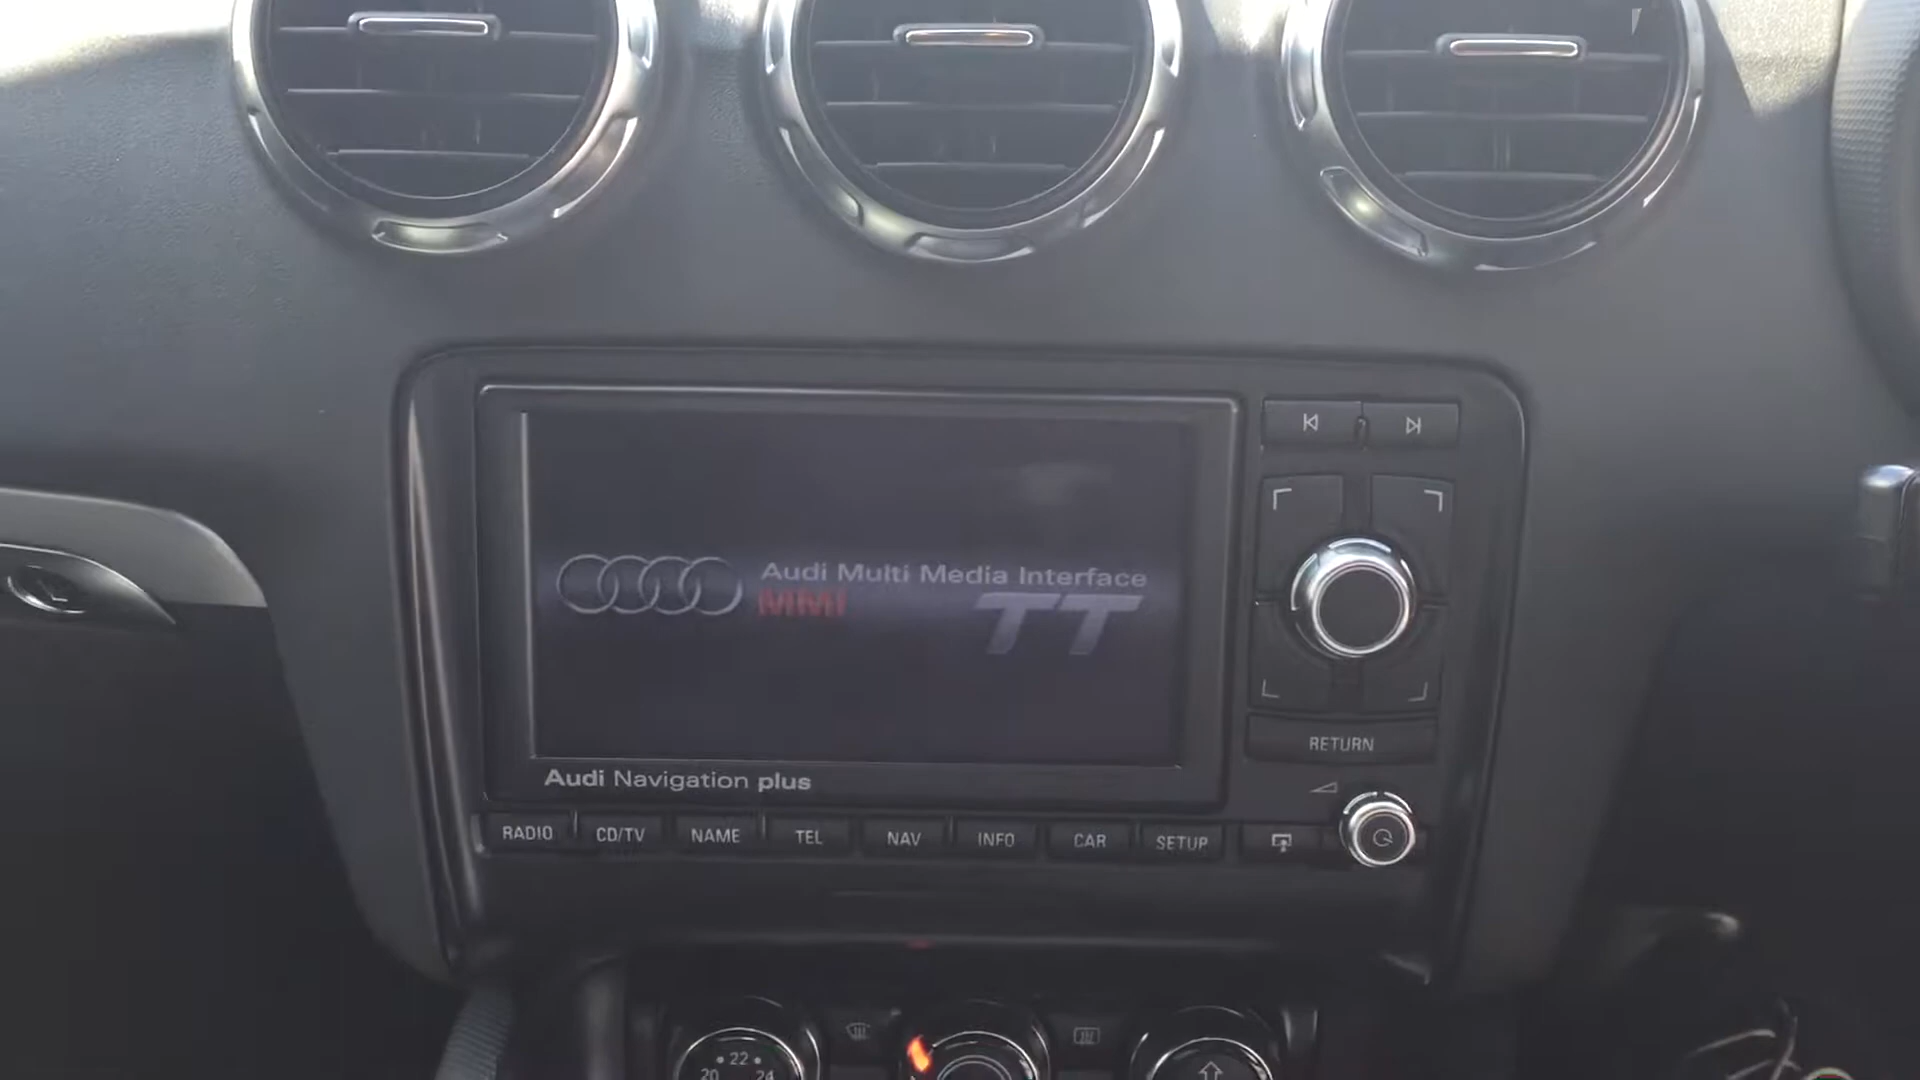 Audi Multi Media Interface
MMI TT
RETURN
Audi Navigation plus
RADIO CD/TV NAME TEL NAV INFO CAR SETUP
22
20 24